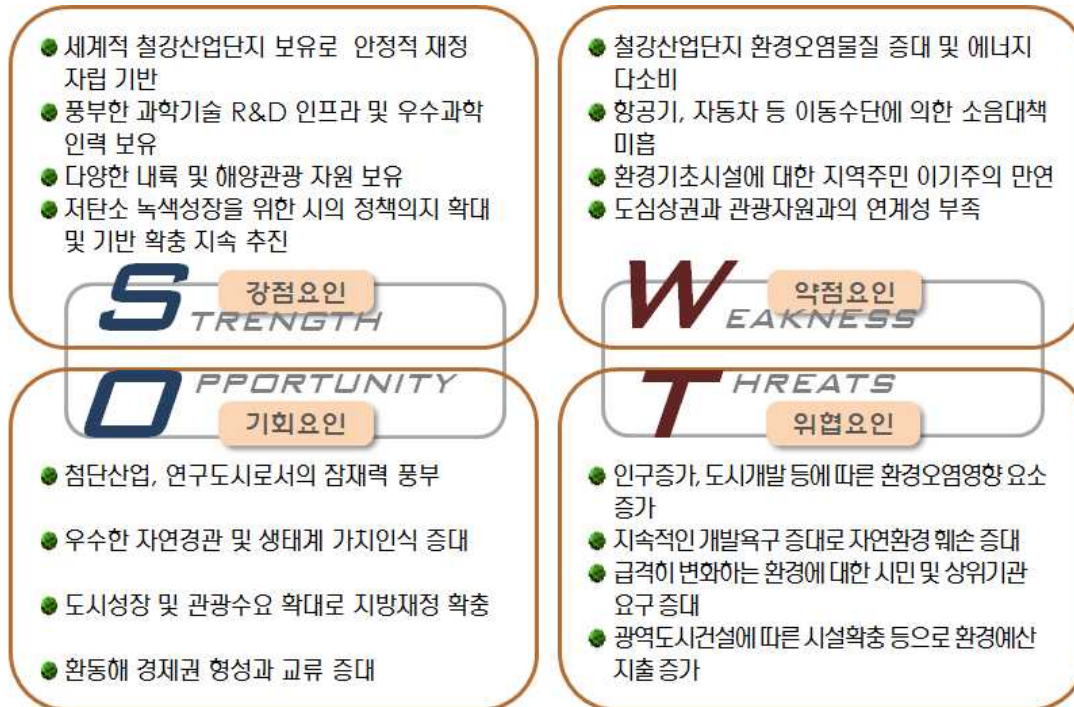 세계적 철강산업단지 보유로 안정적 재정
자립 기반
풍부한 과학기술 R&D 인프라 및 우수과학
인력 보유
다양한 내륙 및 해양관광 자원 보유
저탄소 녹색성장을 위한 시의 정책의지 확대
및 기반 확충 지속 추진
강점요인
STRENGTH
철강산업단지 환경오염물질 증대 및 에너지
다소비
항공기, 자동차 등 이동수단에 의한 소음대책
미흡
환경기초시설에 대한 지역주민 이기주의 만연
도심상권과 관광자원과의 연계성 부족
약점요인
WEAKNESS
OPPORTUNITY
기회요인
첨단산업, 연구도시로서의 잠재력 풍부
우수한 자연경관 및 생태계 가치인식 증대
도시성장 및 관광수요 확대로 지방재정 확충
환동해 경제권 형성과 교류 증대
THREATS
위협요인
인구증가, 도시개발 등에 따른 환경오염영향 요소
증가
지속적인 개발욕구 증대로 자연환경 훼손 증대
급격히 변화하는 환경에 대한 시민 및 상위기관
요구 증대
광역도시건설에 따른 시설확충 등으로 환경예산
지출 증가